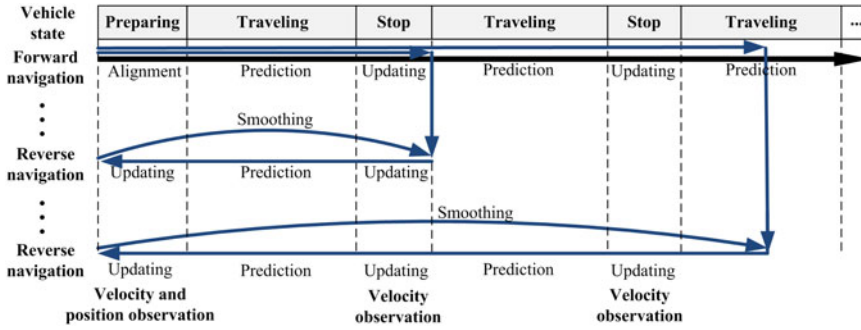 Vehicle state Preparing Traveling Stop Traveling Stop Traveling ...
Forward navigation
Alignment Prediction Updating Prediction Updating Prediction
Smoothing
Reverse navigation
Updating Prediction Updating
Smoothing
Reverse navigation
Updating Prediction Updating Prediction Updating
Velocity and position observation
Velocity observation
Velocity observation